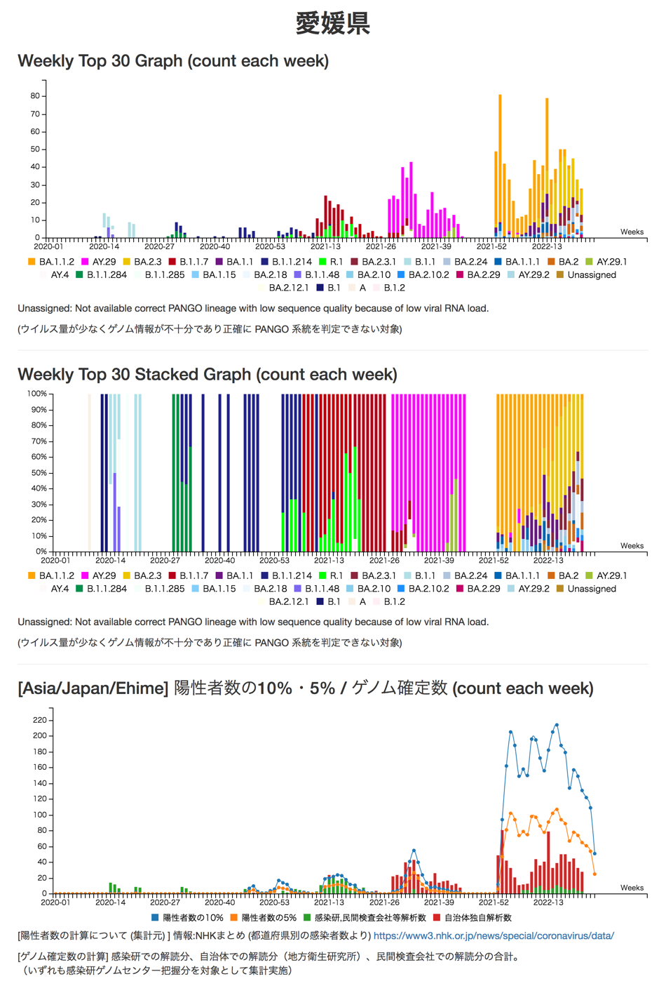 愛媛県
Weekly Top 30 Graph (count each week)
80
70
60
50
40
30
20
10
0
Weeks
2020-01 2020-14 2020-27 2020-40 2020-53 2021-13 2021-26 2021-39 2021-52 2022-13
BA.1.1.2 AY.29 BA.2.3 B.1.1.7 BA.1.1 B.1.1.214 R.1 BA.2.3.1 B.1.1 BA.2.24 BA.1.1.1 BA.2 AY.29.1
AY.4 B.1.1.284 B.1.1.285 BA.1.15 BA.2.18 B.1.1.48 BA.2.10 BA.2.10.2 BA.2.29 AY.29.2 Unassigned
BA.2.12.1 B.1 A B.1.2
Unassigned: Not available correct PANGO lineage with low sequence quality because of low viral RNA load.
(ウイルス量が少なくゲノム情報が不十分であり正確に PANGO 系統を判定できない対象)
Weekly Top 30 Stacked Graph (count each week)
100%
90%
80%
70%
60%
50%
40%
30%
20%
10%
0%
Weeks
2020-01 2020-14 2020-27 2020-40 2020-53 2021-13 2021-26 2021-39 2021-52 2022-13
BA.1.1.2 AY.29 BA.2.3 B.1.1.7 BA.1.1 B.1.1.214 R.1 BA.2.3.1 B.1.1 BA.2.24 BA.1.1.1 BA.2 AY.29.1
AY.4 B.1.1.284 B.1.1.285 BA.1.15 BA.2.18 B.1.1.48 BA.2.10 BA.2.10.2 BA.2.29 AY.29.2 Unassigned
BA.2.12.1 B.1 A B.1.2
Unassigned: Not available correct PANGO lineage with low sequence quality because of low viral RNA load.
(ウイルス量が少なくゲノム情報が不十分であり正確に PANGO 系統を判定できない対象)
[Asia/Japan/Ehime] 陽性者数の10%・5% / ゲノム確定数 (count each week)
220
200
180
160
140
120
100
80
60
40
20
0
Weeks
2020-01 2020-14 2020-27 2020-40 2020-53 2021-13 2021-26 2021-39 2021-52 2022-13
陽性者数の10% 陽性者数の5% 感染研,民間検査会社等解析数 自治体独自解析数
[陽性者数の計算について (集計元) ] 情報:NHKまとめ (都道府県別の感染者数より) https://www3.nhk.or.jp/news/special/coronavirus/data/
[ゲノム確定数の計算] 感染研での解読分、自治体での解読分（地方衛生研究所）、民間検査会社での解読分の合計。
（いずれも感染研ゲノムセンター把握分を対象として集計実施）